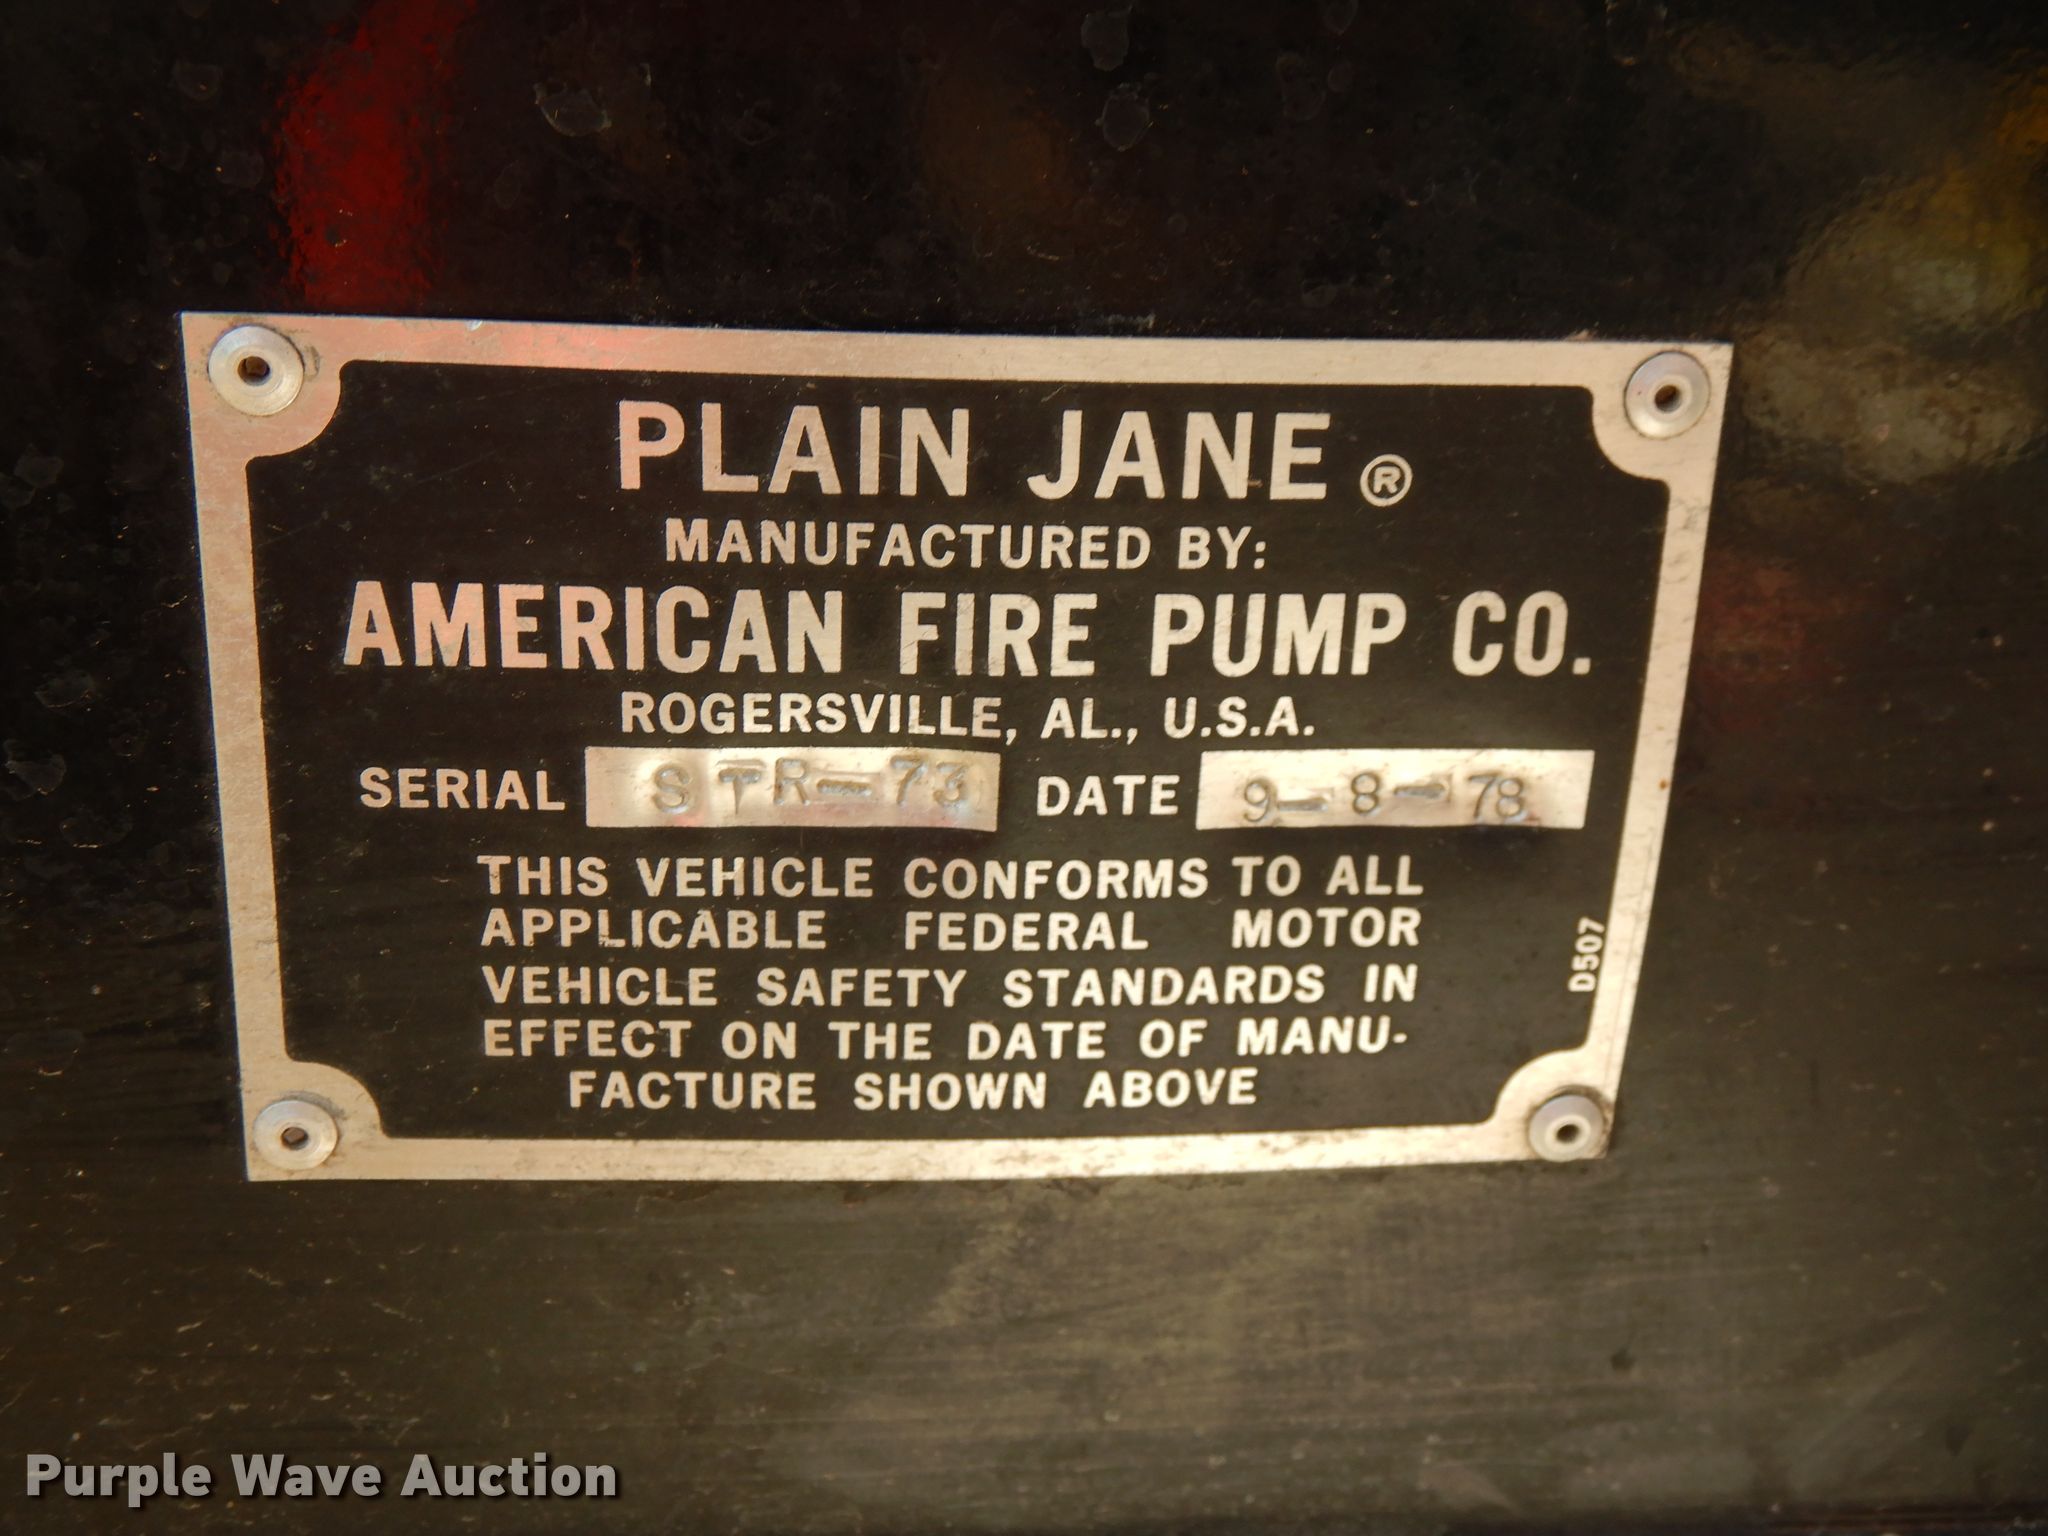 PLAIN JANE ®
MANUFACTURED BY:
AMERICAN FIRE PUMP CO.
ROGERSVILLE, AL., U.S.A.
SERIAL STR-73 DATE 9-8-78
THIS VEHICLE CONFORMS TO ALL
APPLICABLE FEDERAL MOTOR
VEHICLE SAFETY STANDARDS IN
EFFECT ON THE DATE OF MANU-
FACTURE SHOWN ABOVE
D507
Purple Wave Auction